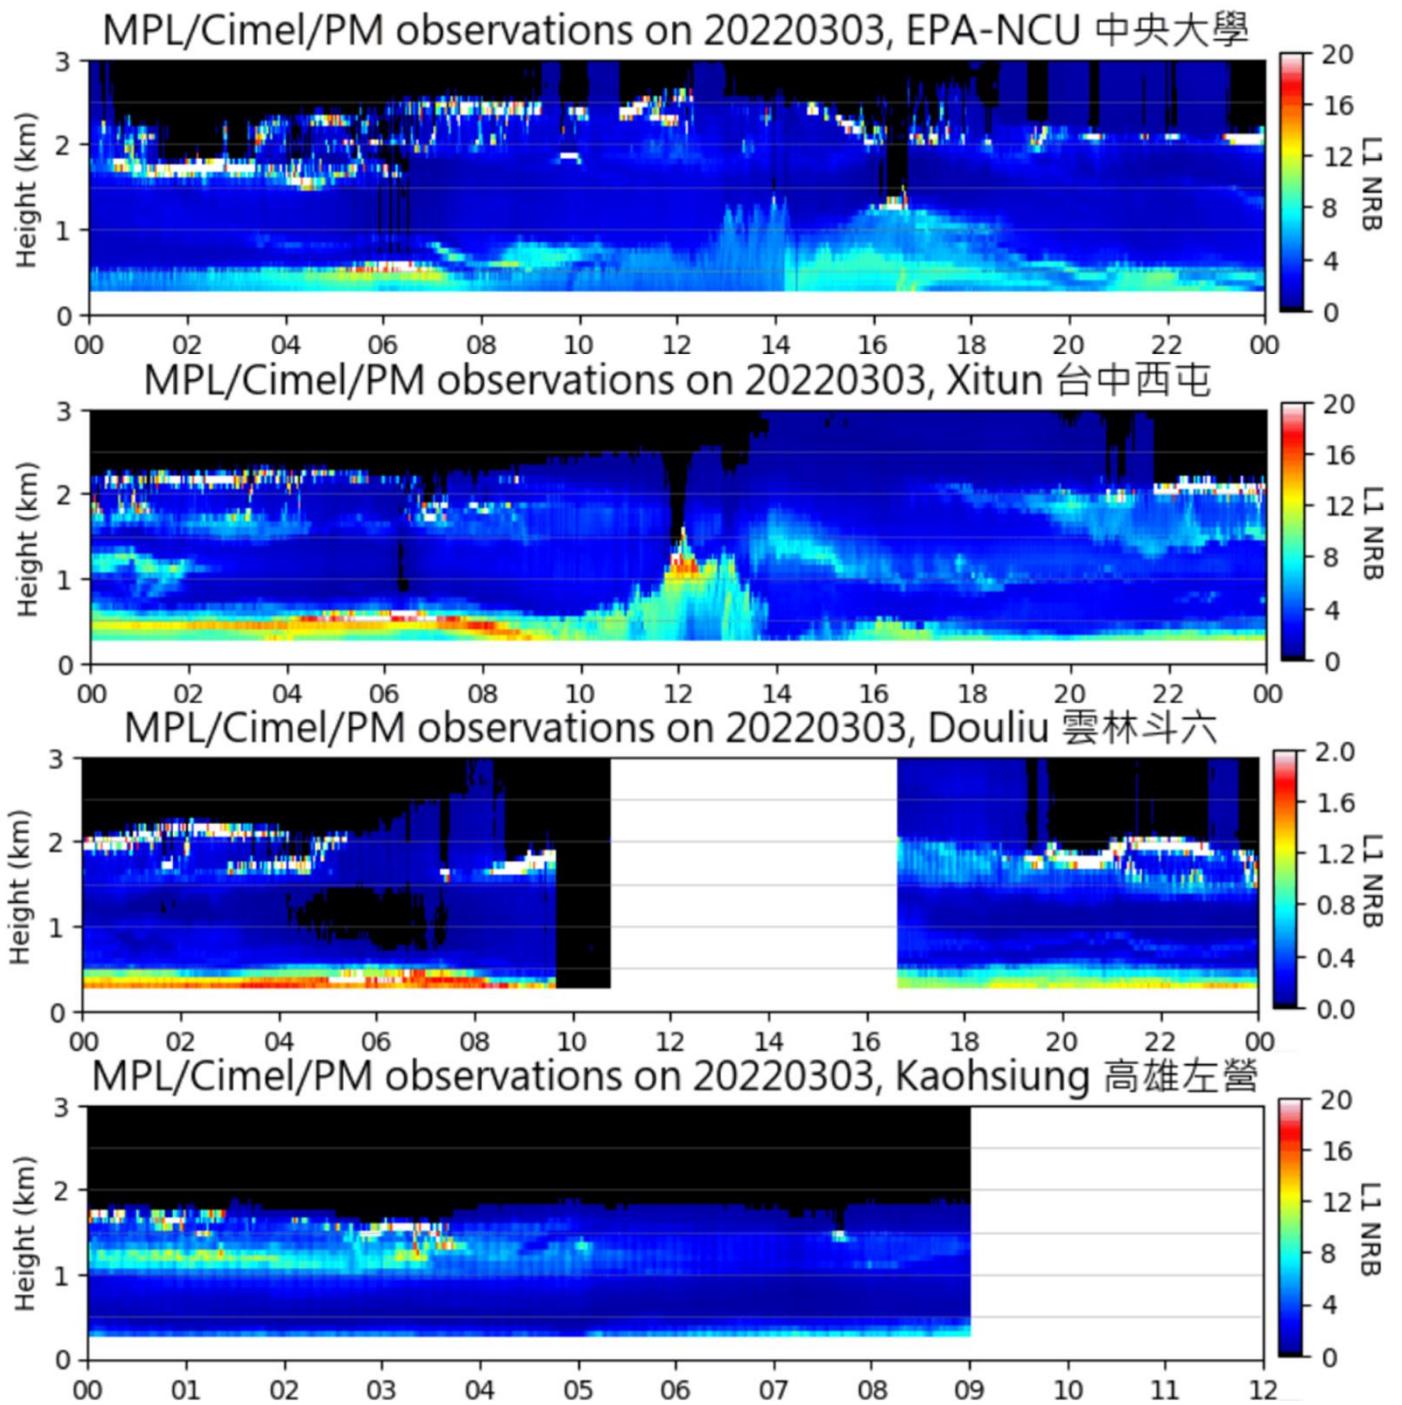 MPL/Cimel/PM observations on 20220303, EPA-NCU 中央大學
3
2
1
0
Height (km)
00 02 04 06 08 10 12 14 16 18 20 22 00
20
16
12
8
4
0
L1 NRB
MPL/Cimel/PM observations on 20220303, Xitun 台中西屯
3
2
1
0
Height (km)
00 02 04 06 08 10 12 14 16 18 20 22 00
20
16
12
8
4
0
L1 NRB
MPL/Cimel/PM observations on 20220303, Douliu 雲林斗六
3
2
1
0
Height (km)
00 02 04 06 08 10 12 14 16 18 20 22 00
2.0
1.6
1.2
0.8
0.4
0.0
L1 NRB
MPL/Cimel/PM observations on 20220303, Kaohsiung 高雄左營
3
2
1
0
Height (km)
00 01 02 03 04 05 06 07 08 09 10 11 12
20
16
12
8
4
0
L1 NRB